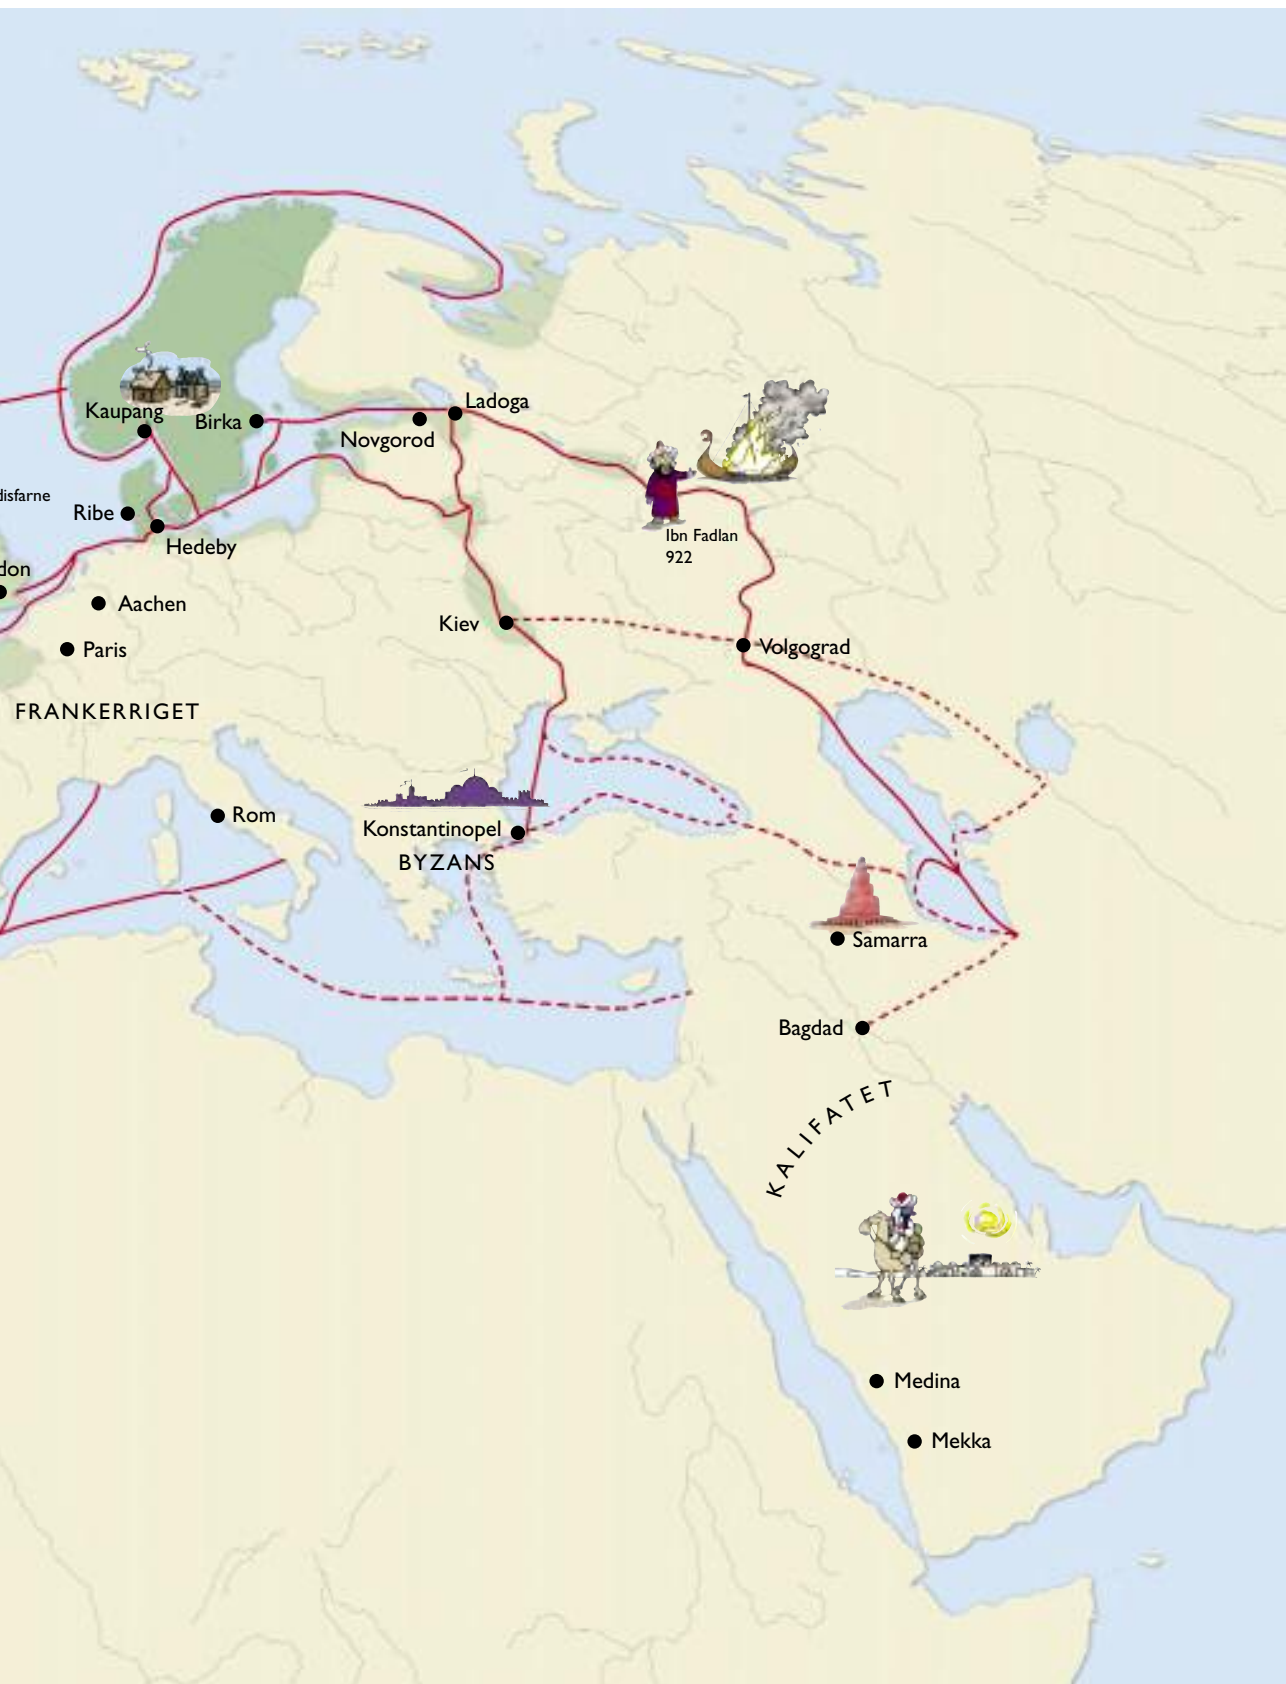 Ladoga
Kaupang
Birka
Novgorod
disfarne
Ribe
Ibn Fadlan
922
Hedeby
don
Aachen
Kiev
Volgograd
Paris
FRANKERRIGET
Rom
Konstantinopel
BYZANS
Samarra
Bagdad
KALIFATET
Medina
Mekka